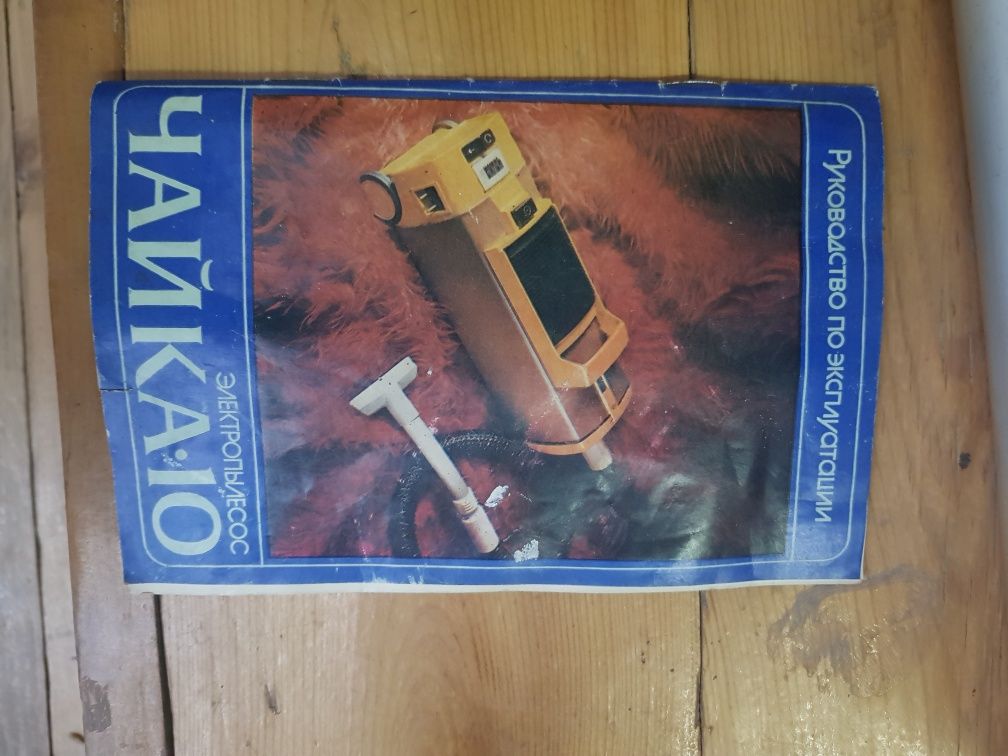 Руководство по эксплуатации
ЭЛЕКТРОПЫЛЕСОС
ЧАЙКА·10